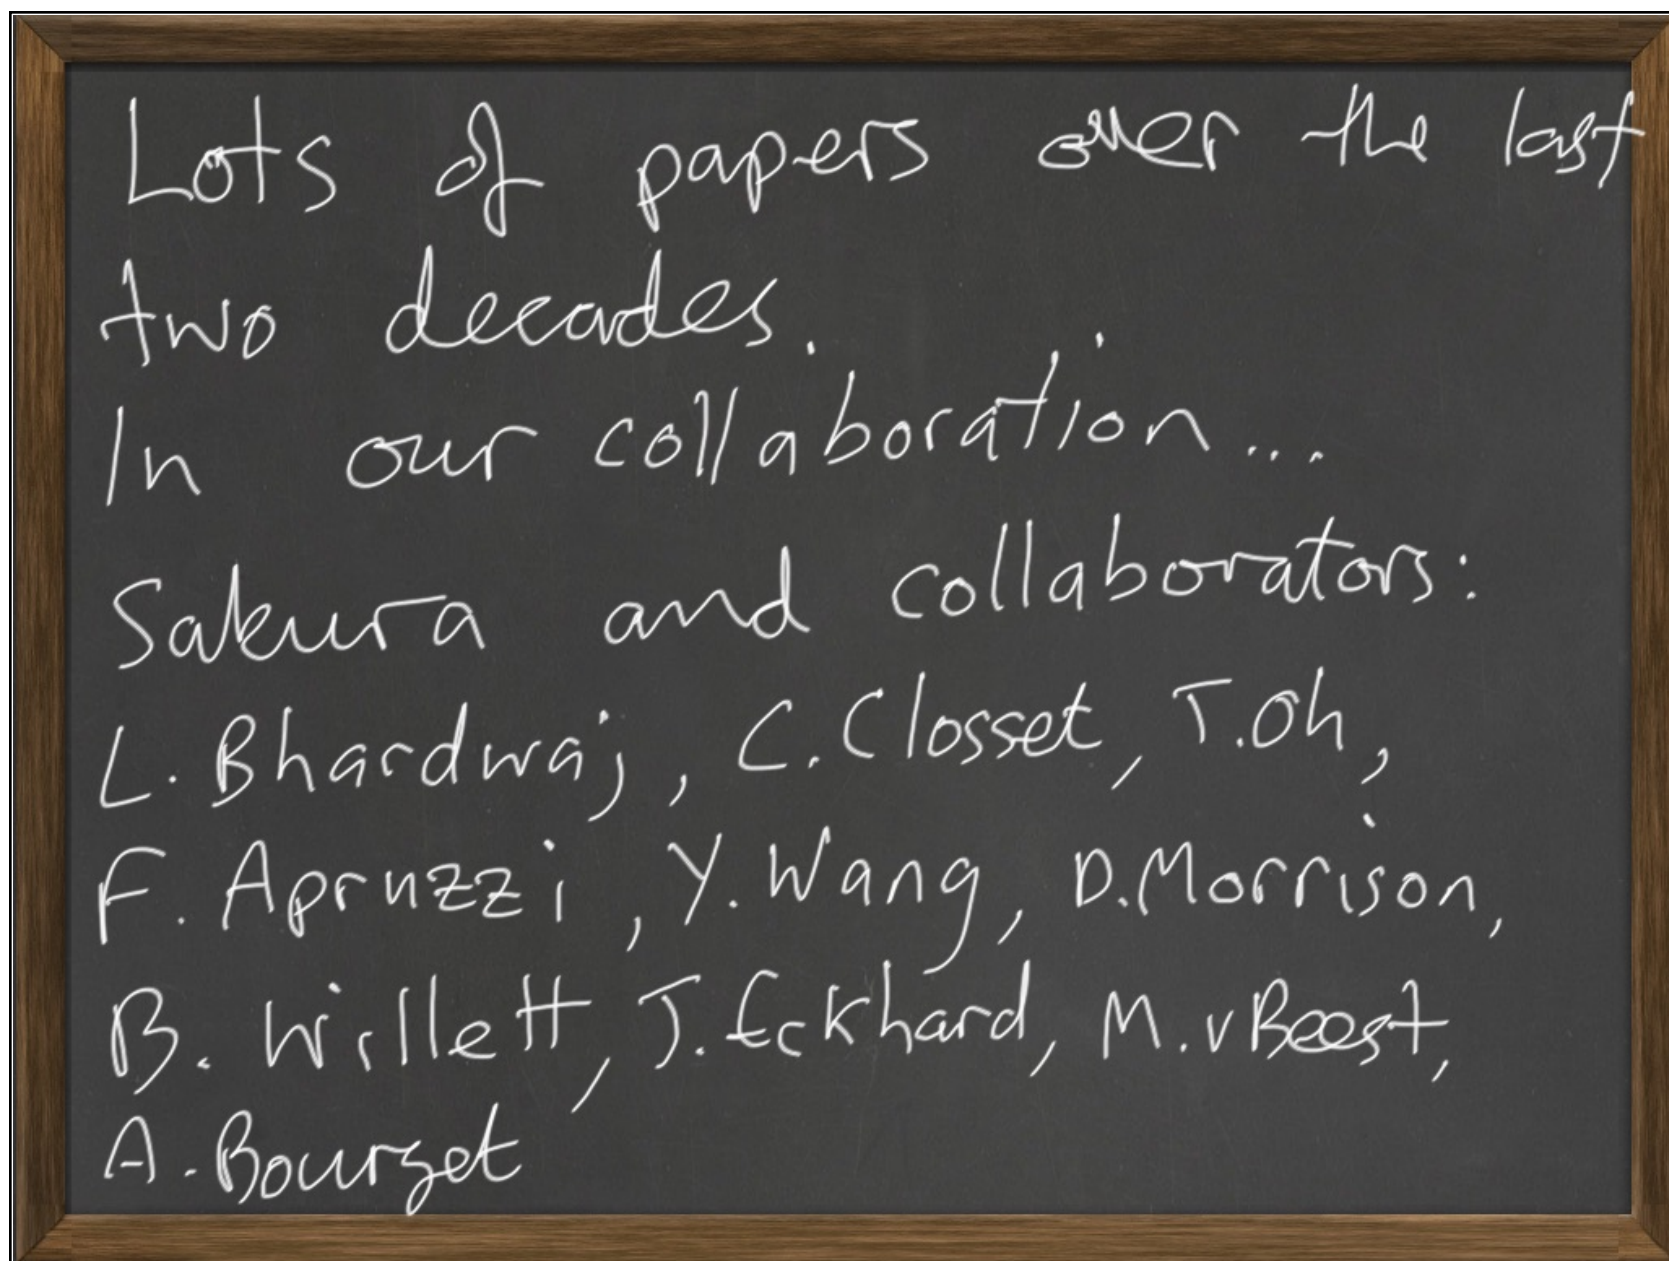 Lots of papers over the last
two decades.
In our collaboration...
Sakura and collaborators:
L. Bhardwaj, C. Closset, T. Oh,
F. Apruzzi, Y. Wang, D. Morrison,
B. Willett, J. Eckhard, M. v Beest,
A. Bourget